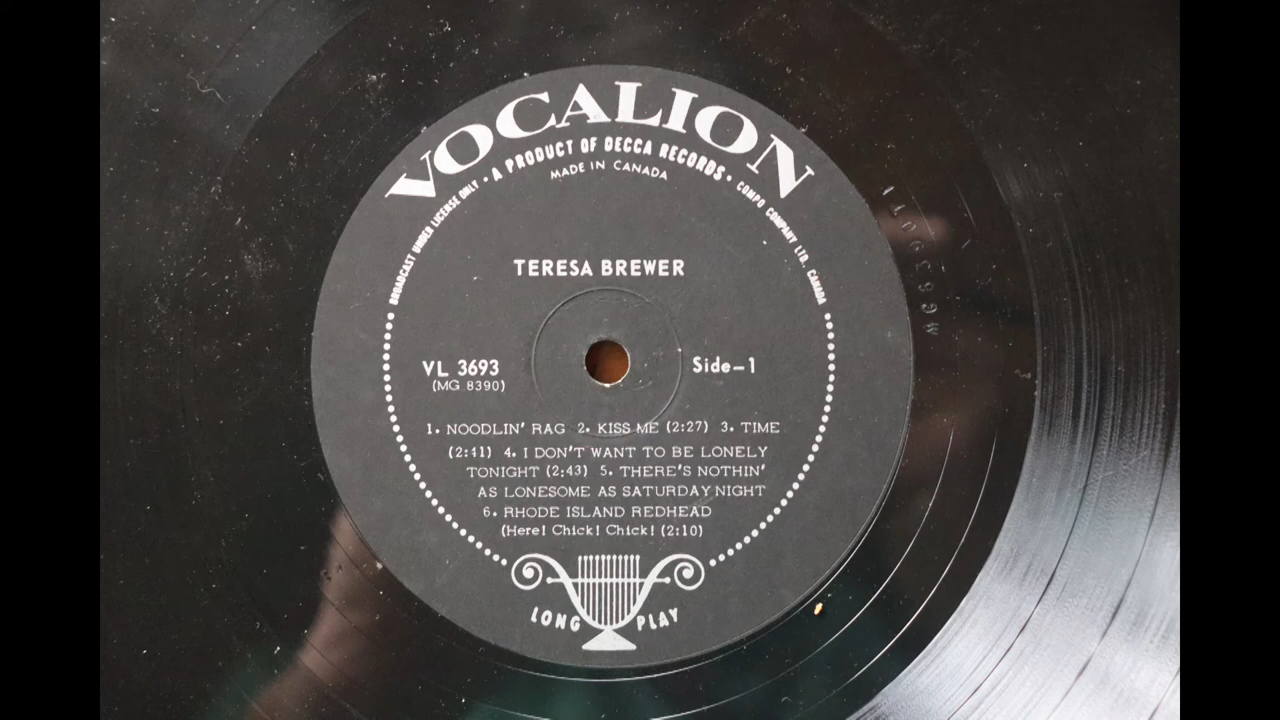 VOCALION
BROADCAST UNDER LICENSE ONLY • A PRODUCT OF DECCA RECORDS • COMPO COMPANY LTD., CANADA
MADE IN CANADA
TERESA BREWER
VL 3693
(MG 8390)
Side-1
1. NOODLIN' RAG 2. KISS ME (2:27) 3. TIME
(2:41) 4. I DON'T WANT TO BE LONELY
TONIGHT (2:43) 5. THERE'S NOTHIN'
AS LONESOME AS SATURDAY NIGHT
6. RHODE ISLAND REDHEAD
(Here! Chick! Chick! (2:10)
LONG PLAY